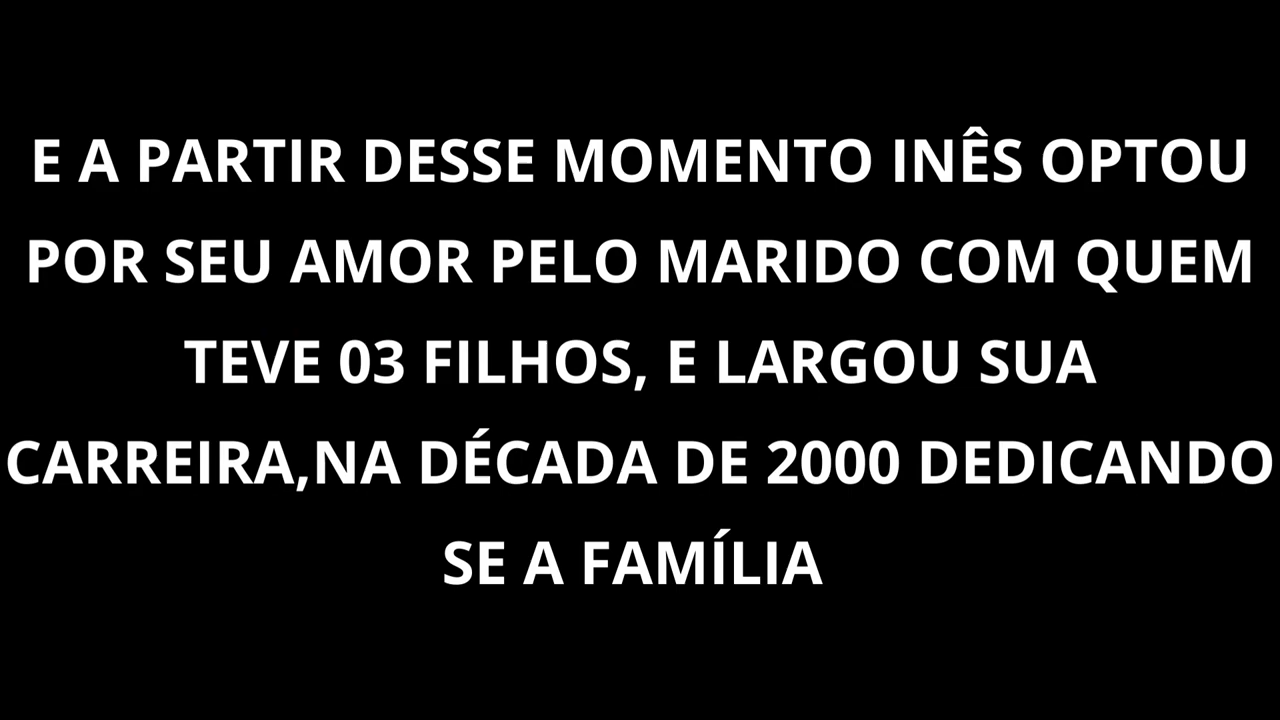 E A PARTIR DESSE MOMENTO INÊS OPTOU
POR SEU AMOR PELO MARIDO COM QUEM
TEVE 03 FILHOS, E LARGOU SUA
CARREIRA,NA DÉCADA DE 2000 DEDICANDO
SE A FAMÍLIA